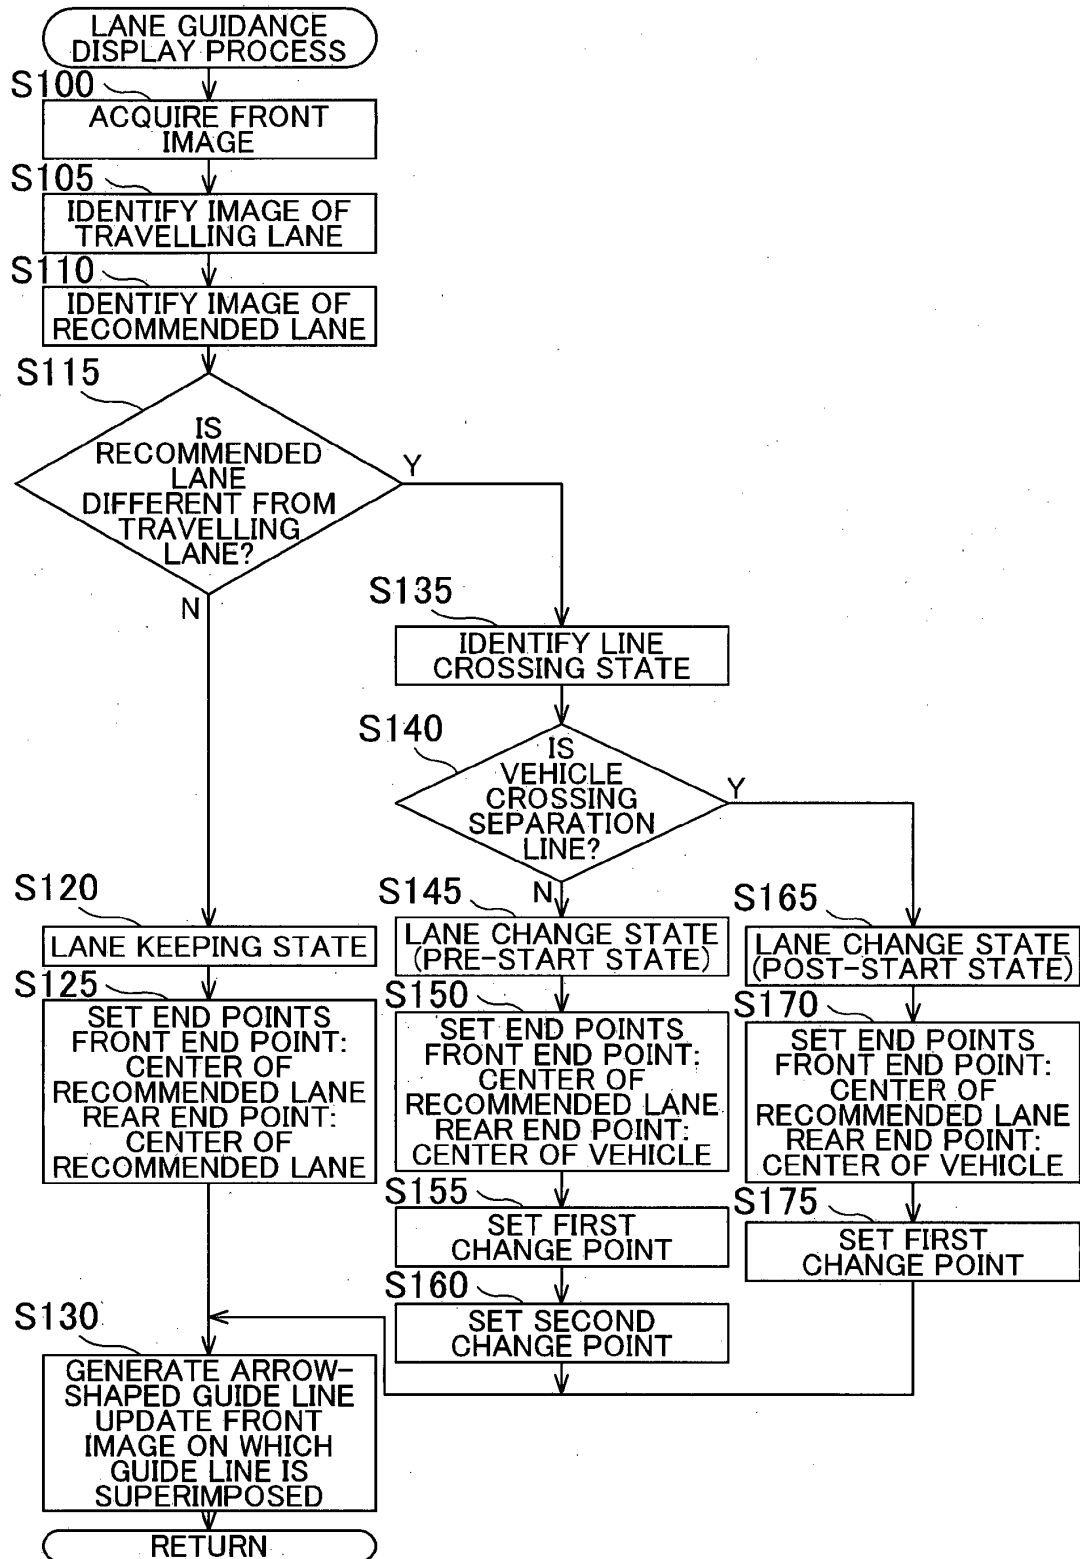 LANE GUIDANCE
DISPLAY PROCESS
S100
ACQUIRE FRONT
IMAGE
S105
IDENTIFY IMAGE OF
TRAVELLING LANE
S110
IDENTIFY IMAGE OF
RECOMMENDED LANE
S115
IS
RECOMMENDED
LANE
DIFFERENT FROM
TRAVELLING
LANE?
Y
N
S135
IDENTIFY LINE
CROSSING STATE
S140
IS
VEHICLE
CROSSING
SEPARATION
LINE?
Y
N
S120
LANE KEEPING STATE
S125
SET END POINTS
FRONT END POINT:
CENTER OF
RECOMMENDED LANE
REAR END POINT:
CENTER OF
RECOMMENDED LANE
S145
LANE CHANGE STATE
(PRE-START STATE)
S150
SET END POINTS
FRONT END POINT:
CENTER OF
RECOMMENDED LANE
REAR END POINT:
CENTER OF VEHICLE
S155
SET FIRST
CHANGE POINT
S160
SET SECOND
CHANGE POINT
S165
LANE CHANGE STATE
(POST-START STATE)
S170
SET END POINTS
FRONT END POINT:
CENTER OF
RECOMMENDED LANE
REAR END POINT:
CENTER OF VEHICLE
S175
SET FIRST
CHANGE POINT
S130
GENERATE ARROW-
SHAPED GUIDE LINE
UPDATE FRONT
IMAGE ON WHICH
GUIDE LINE IS
SUPERIMPOSED
RETURN